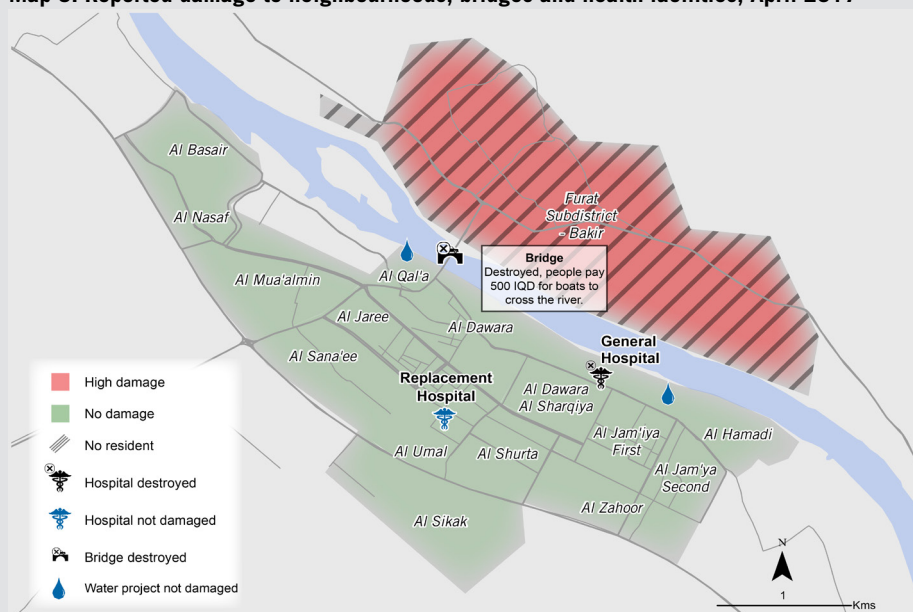 Map 3: Reported damage to neighbourhoods, bridges and health facilities, April 2017
Al Basair
Al Nasaf
Furat
Subdistrict
- Bakir
Bridge
Destroyed, people pay
500 IQD for boats to
cross the river.
Al Mua'almin
Al Qal'a
Al Jaree
Al Dawara
Al Sana'ee
General
Hospital
Replacement
Hospital
Al Dawara
Al Sharqiya
Al Umal
Al Shurta
Al Jam'iya
First
Al Hamadi
Al Jam'ya
Second
Al Zahoor
Al Sikak
High damage
No damage
No resident
Hospital destroyed
Hospital not damaged
Bridge destroyed
Water project not damaged
N
1
Kms